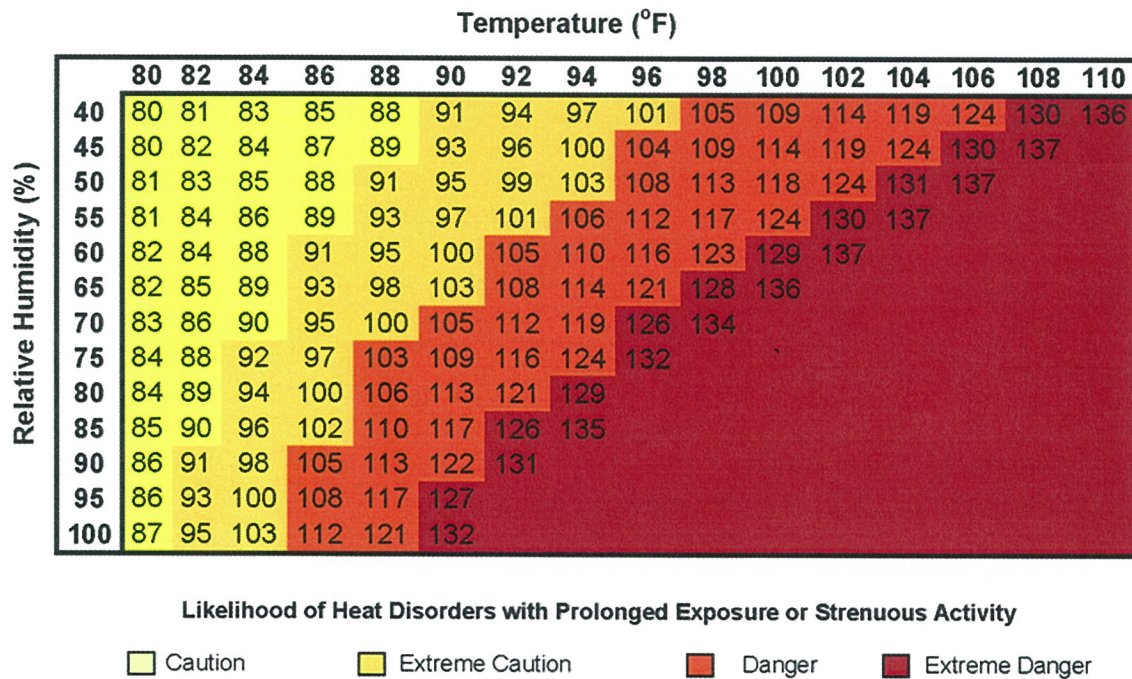 Temperature (°F)
80 82 84 86 88 90 92 94 96 98 100 102 104 106 108 110
Relative Humidity (%)
40 80 81 83 85 88 91 94 97 101 105 109 114 119 124 130 136
45 80 82 84 87 89 93 96 100 104 109 114 119 124 130 137
50 81 83 85 88 91 95 99 103 108 113 118 124 131 137
55 81 84 86 89 93 97 101 106 112 117 124 130 137
60 82 84 88 91 95 100 105 110 116 123 129 137
65 82 85 89 93 98 103 108 114 121 128 136
70 83 86 90 95 100 105 112 119 126 134
75 84 88 92 97 103 109 116 124 132
80 84 89 94 100 106 113 121 129
85 85 90 96 102 110 117 126 135
90 86 91 98 105 113 122 131
95 86 93 100 108 117 127
100 87 95 103 112 121 132
Likelihood of Heat Disorders with Prolonged Exposure or Strenuous Activity
Caution Extreme Caution Danger Extreme Danger